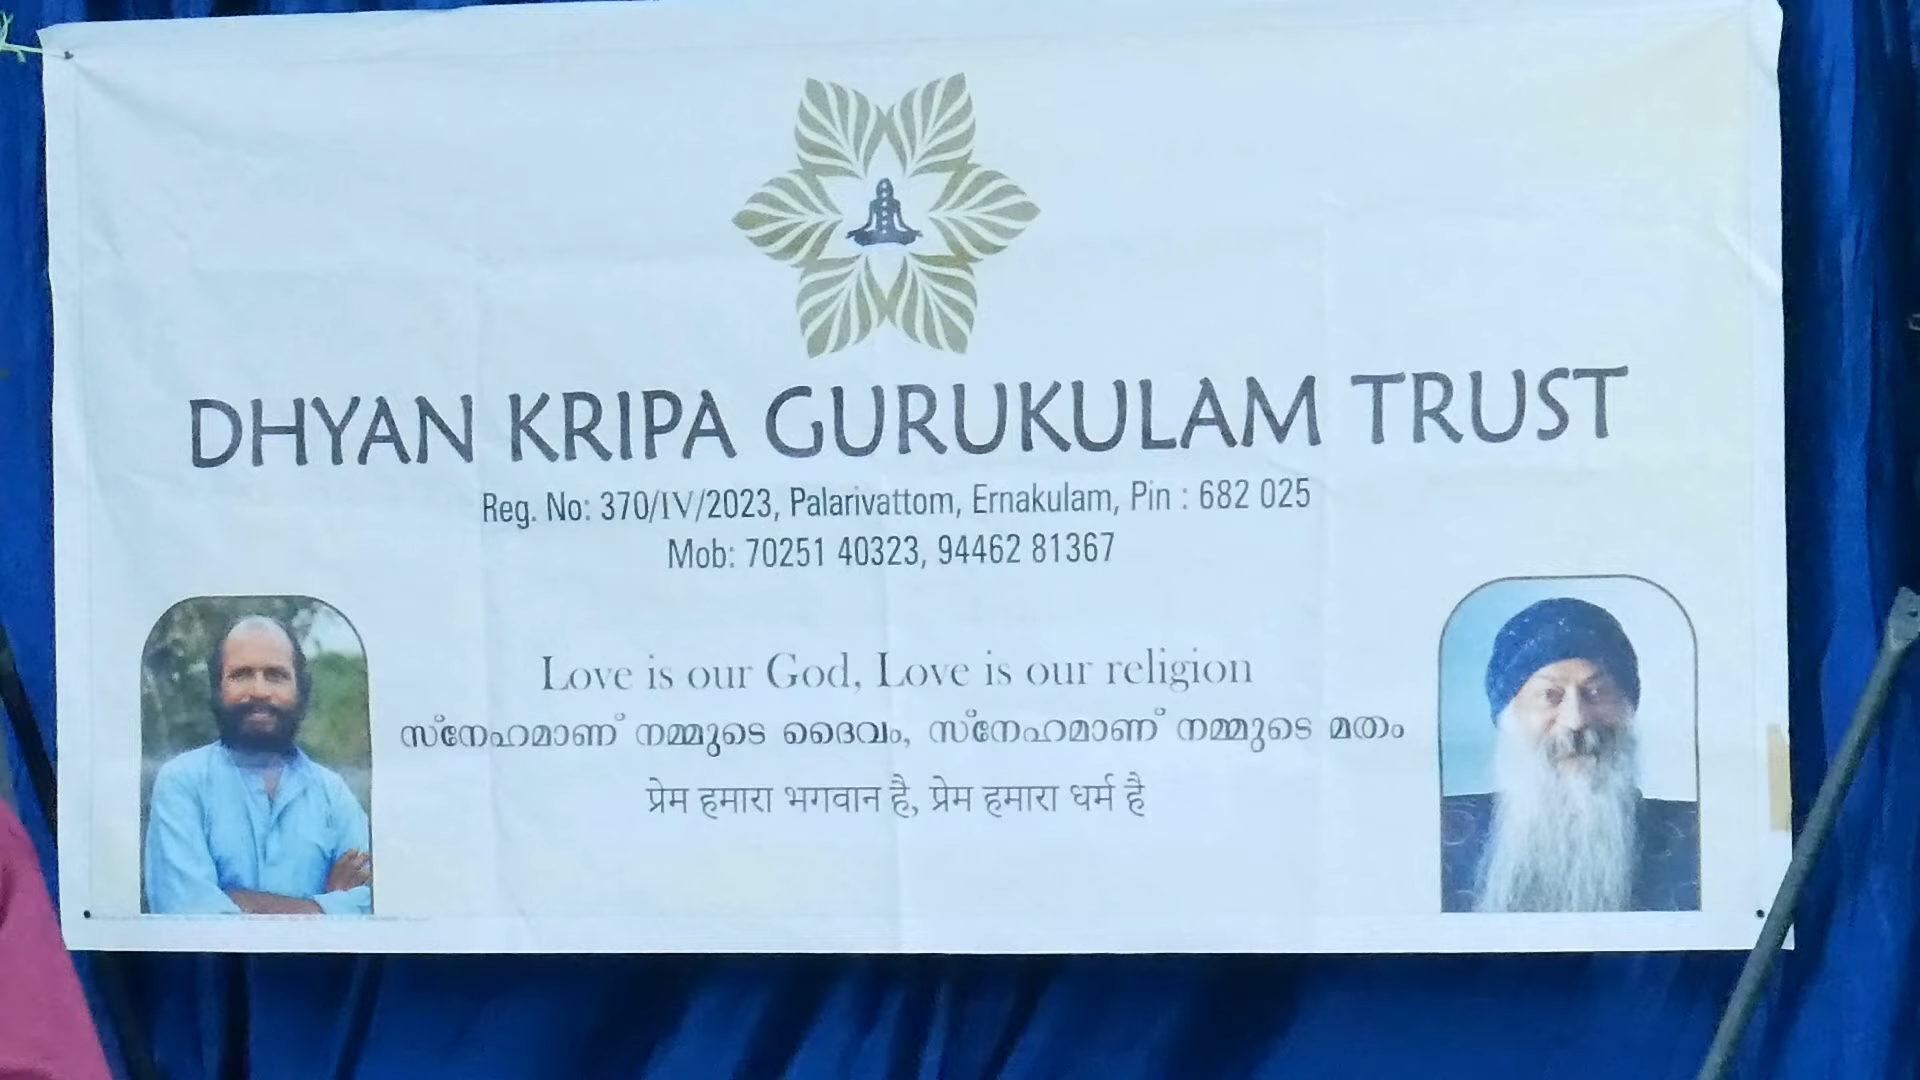 DHYAN KRIPA GURUKULAM TRUST
Reg. No: 370/IV/2023, Palarivattom, Ernakulam, Pin : 682 025
Mob: 70251 40323, 94462 81367
Love is our God, Love is our religion
സ്നേഹമാണ് നമ്മുടെ ദൈവം, സ്നേഹമാണ് നമ്മുടെ മതം
प्रेम हमारा भगवान है, प्रेम हमारा धर्म है